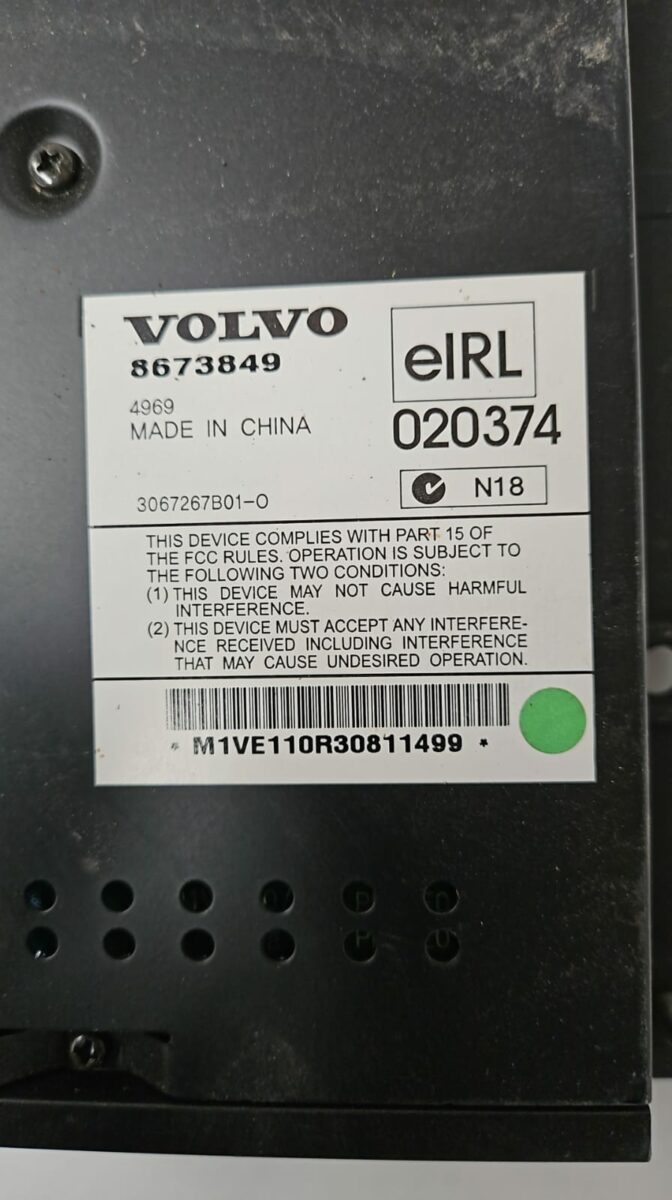 VOLVO
8673849
4969
MADE IN CHINA
3067267B01-O
eIRL
020374
N18
THIS DEVICE COMPLIES WITH PART 15 OF
THE FCC RULES. OPERATION IS SUBJECT TO
THE FOLLOWING TWO CONDITIONS:
(1) THIS DEVICE MAY NOT CAUSE HARMFUL
INTERFERENCE.
(2) THIS DEVICE MUST ACCEPT ANY INTERFERE-
NCE RECEIVED INCLUDING INTERFERENCE
THAT MAY CAUSE UNDESIRED OPERATION.
* M1VE110R30811499 *